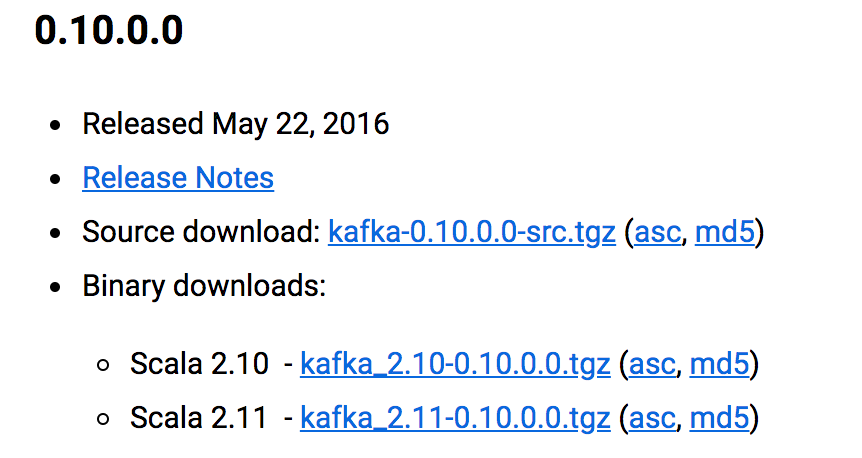 0.10.0.0
Released May 22, 2016
Release Notes
Source download: kafka-0.10.0.0-src.tgz (asc, md5)
Binary downloads:
Scala 2.10 - kafka_2.10-0.10.0.0.tgz (asc, md5)
Scala 2.11 - kafka_2.11-0.10.0.0.tgz (asc, md5)